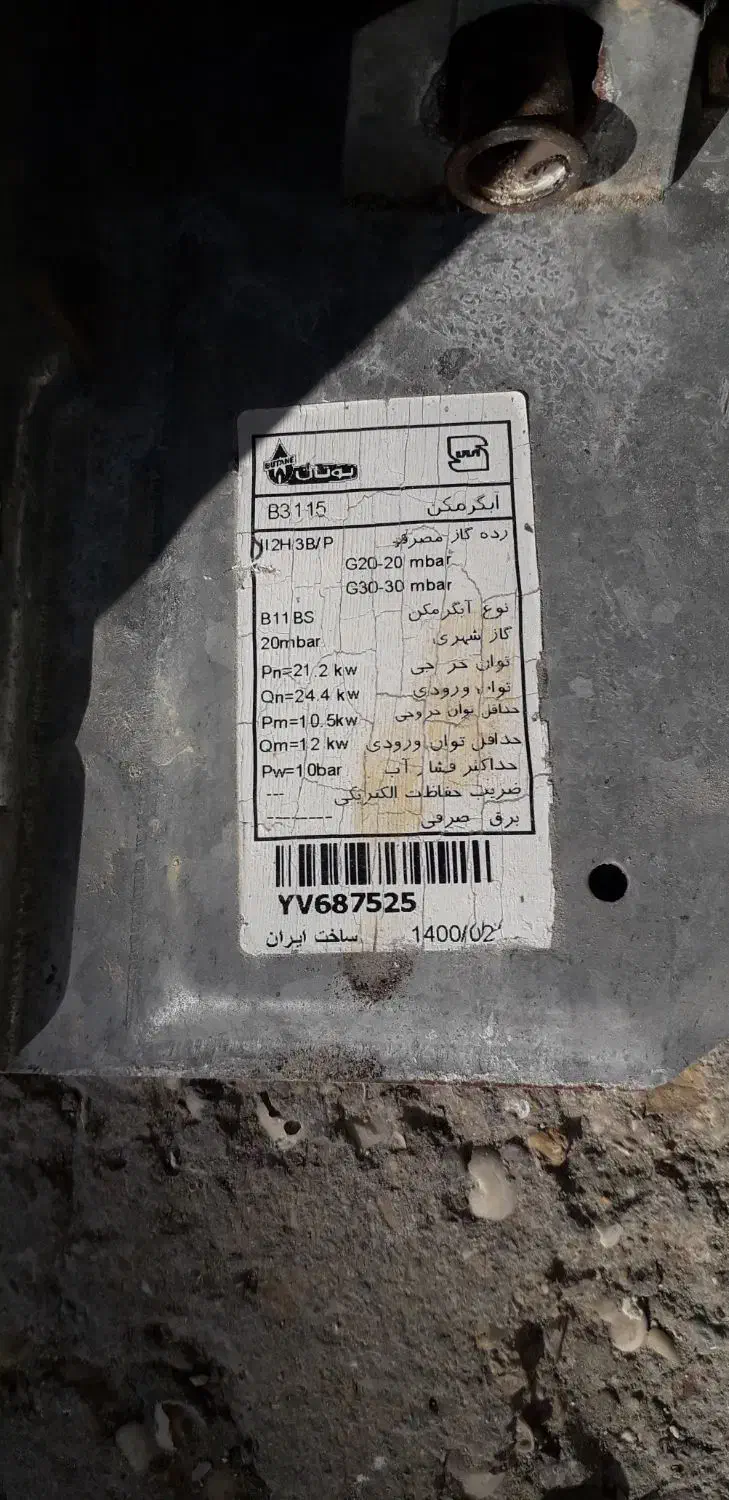 BUTANE بوتان
آبگرمکن B3115
رده گاز مصرفی II2H3B/P
G20-20 mbar
G30-30 mbar
نوع آبگرمکن B11BS
گاز شهری 20mbar
توان خروجی Pn=21.2 kw
توان ورودی Qn=24.4 kw
حداقل توان خروجی Pm=10.5kw
حداقل توان ورودی Qm=12 kw
حداکثر فشار آب Pw=10bar
ضریب حفاظت الکتریکی ---
برق مصرفی -------
YV687525
ساخت ایران 1400/02